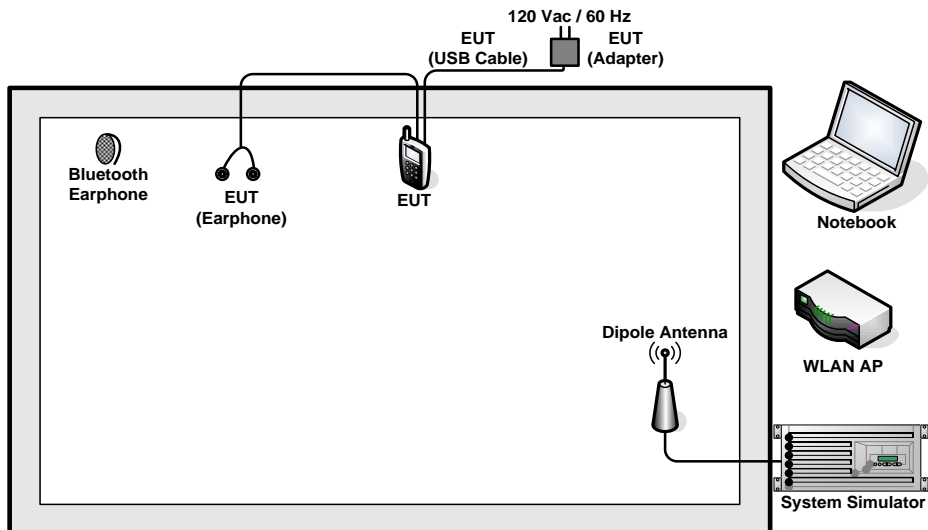 120 Vac / 60 Hz
EUT
(USB Cable)
EUT
(Adapter)
Bluetooth
Earphone
EUT
(Earphone)
EUT
Notebook
Dipole Antenna
WLAN AP
System Simulator